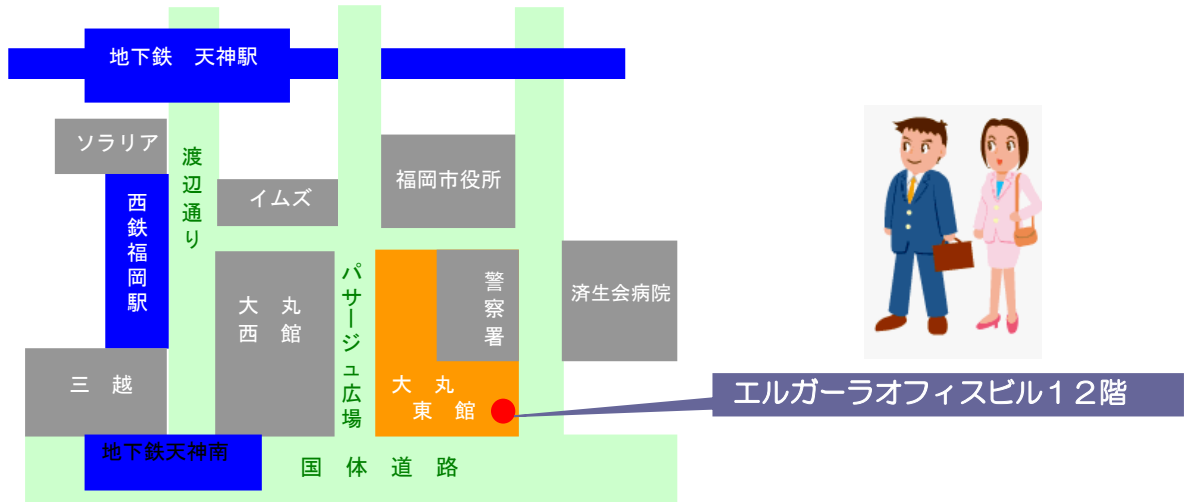 地下鉄　天神駅
ソラリア
渡辺通り
西鉄福岡駅
イムズ
福岡市役所
大　丸
西　館
パサージュ広場
警察署
済生会病院
三　越
大　丸
東　館
エルガーラオフィスビル１２階
地下鉄天神南
国　体　道　路